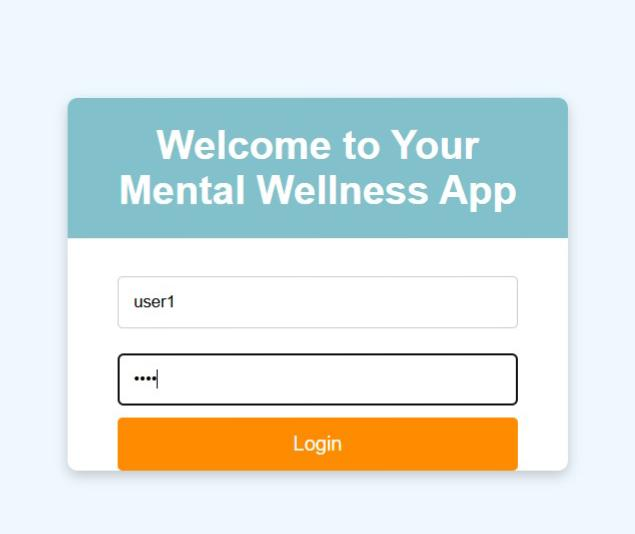 Welcome to Your
Mental Wellness App
user1
••••
Login